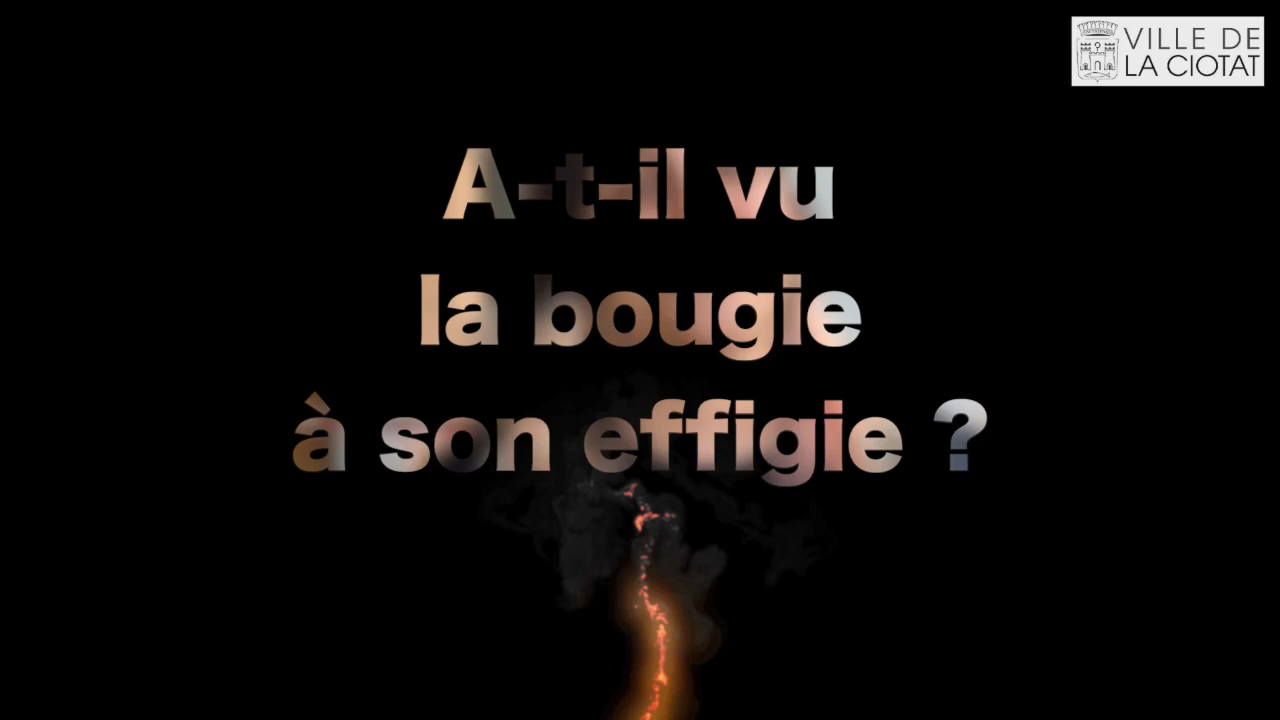 VILLE DE
LA CIOTAT
A-t-il vu
la bougie
à son effigie ?